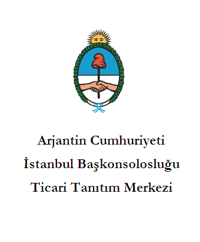 Arjantin Cumhuriyeti
İstanbul Başkonsolosluğu
Ticari Tanıtım Merkezi